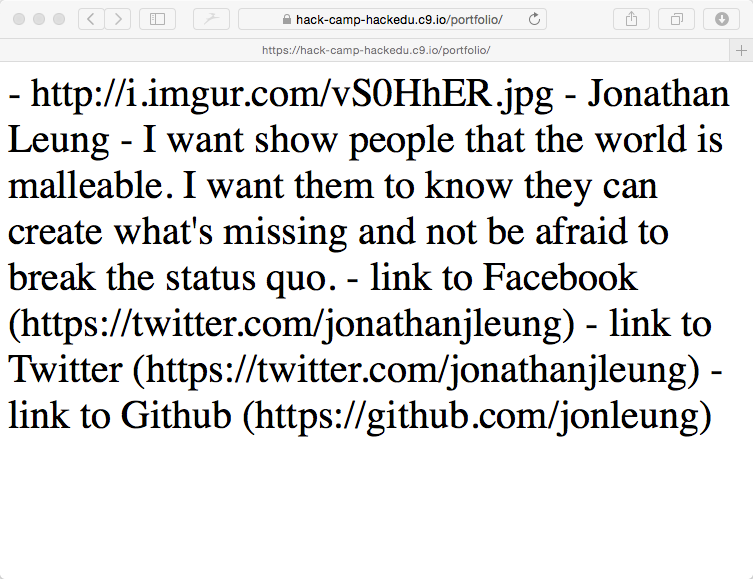 hack-camp-hackedu.c9.io/portfolio/
https://hack-camp-hackedu.c9.io/portfolio/
- http://i.imgur.com/vS0HhER.jpg - Jonathan
Leung - I want show people that the world is
malleable. I want them to know they can
create what's missing and not be afraid to
break the status quo. - link to Facebook
(https://twitter.com/jonathanjleung) - link to
Twitter (https://twitter.com/jonathanjleung) -
link to Github (https://github.com/jonleung)